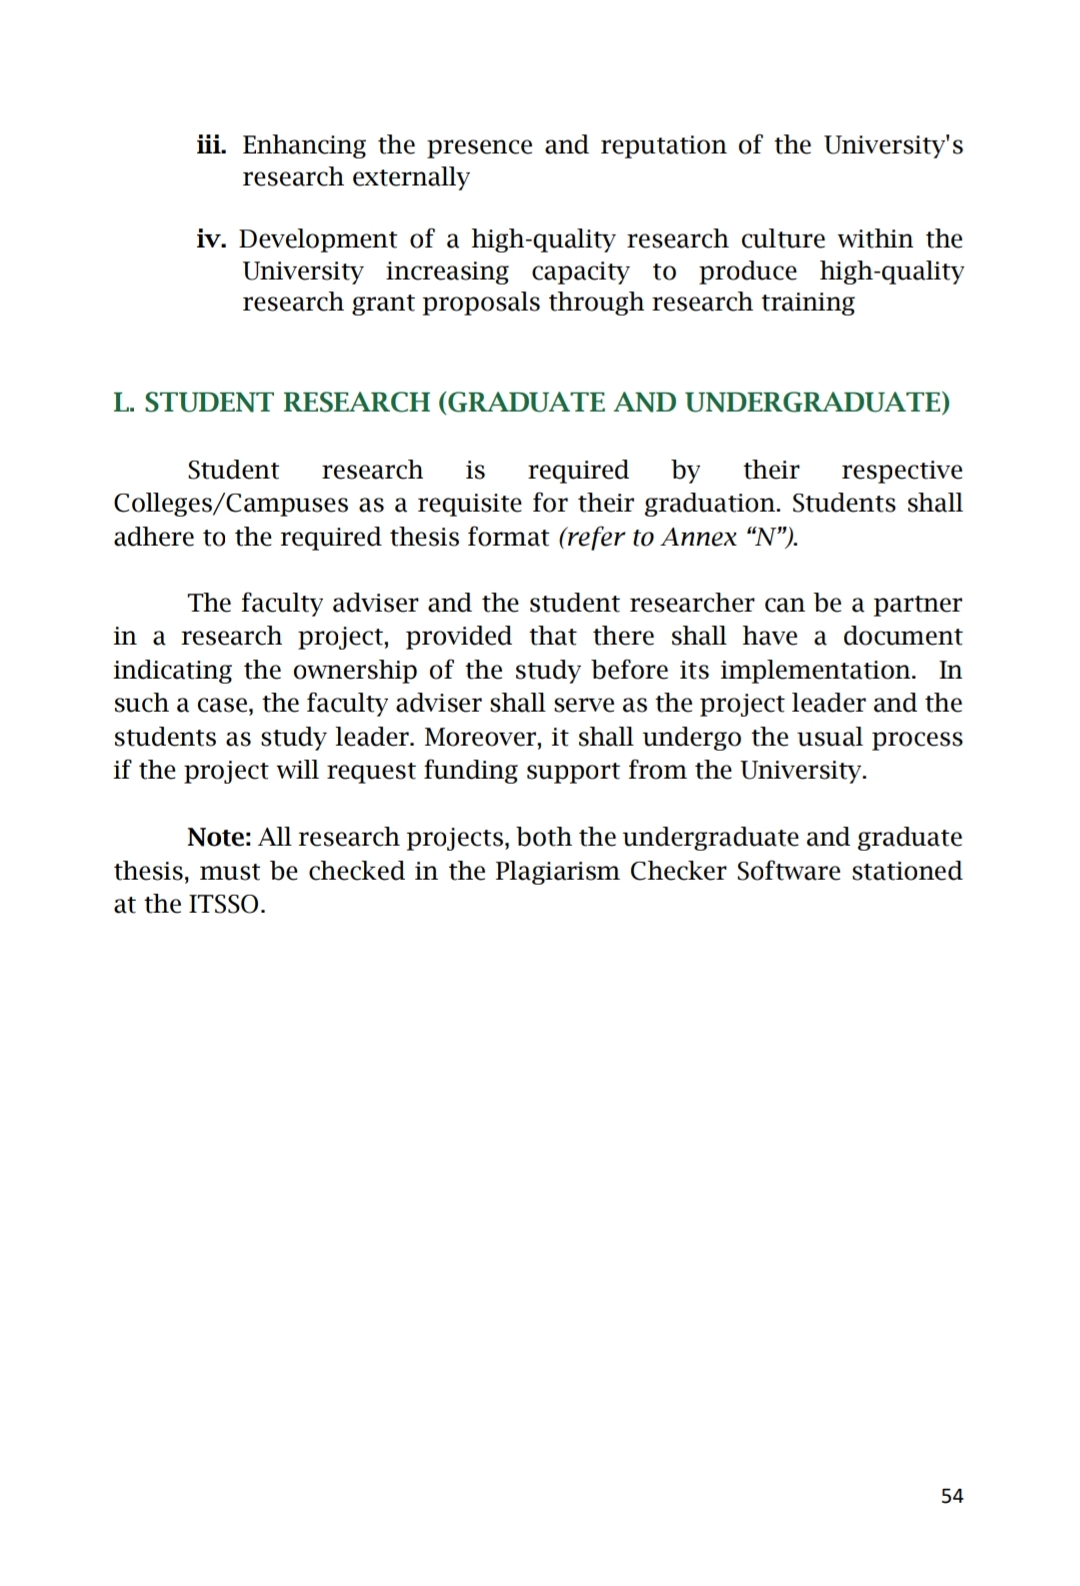 iii. Enhancing the presence and reputation of the University's
research externally
iv. Development of a high-quality research culture within the
University increasing capacity to produce high-quality
research grant proposals through research training
L. STUDENT RESEARCH (GRADUATE AND UNDERGRADUATE)
Student research is required by their respective
Colleges/Campuses as a requisite for their graduation. Students shall
adhere to the required thesis format (refer to Annex “N”).
The faculty adviser and the student researcher can be a partner
in a research project, provided that there shall have a document
indicating the ownership of the study before its implementation. In
such a case, the faculty adviser shall serve as the project leader and the
students as study leader. Moreover, it shall undergo the usual process
if the project will request funding support from the University.
Note: All research projects, both the undergraduate and graduate
thesis, must be checked in the Plagiarism Checker Software stationed
at the ITSSO.
54